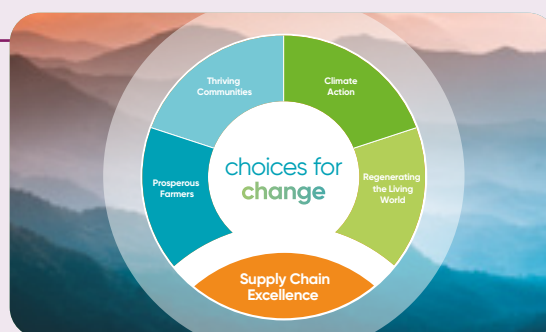 Thriving
Communities
Climate
Action
choices for
change
Prosperous
Farmers
Regenerating
the Living
World
Supply Chain
Excellence